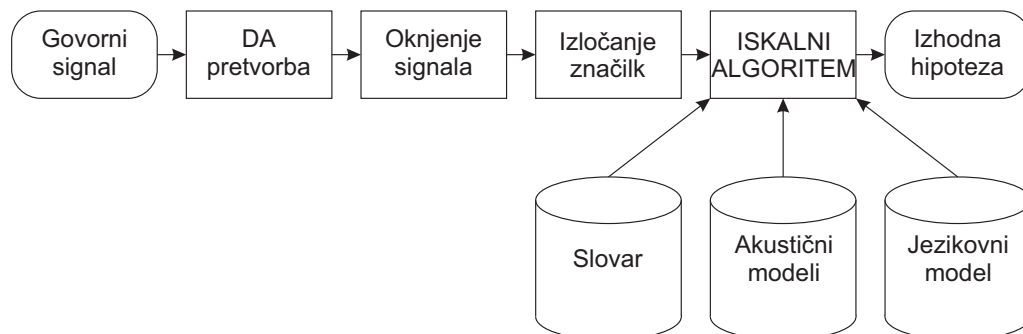 Govorni
signal
DA
pretvorba
Oknjenje
signala
Izločanje
značilk
ISKALNI
ALGORITEM
Izhodna
hipoteza
Slovar
Akustični
modeli
Jezikovni
model